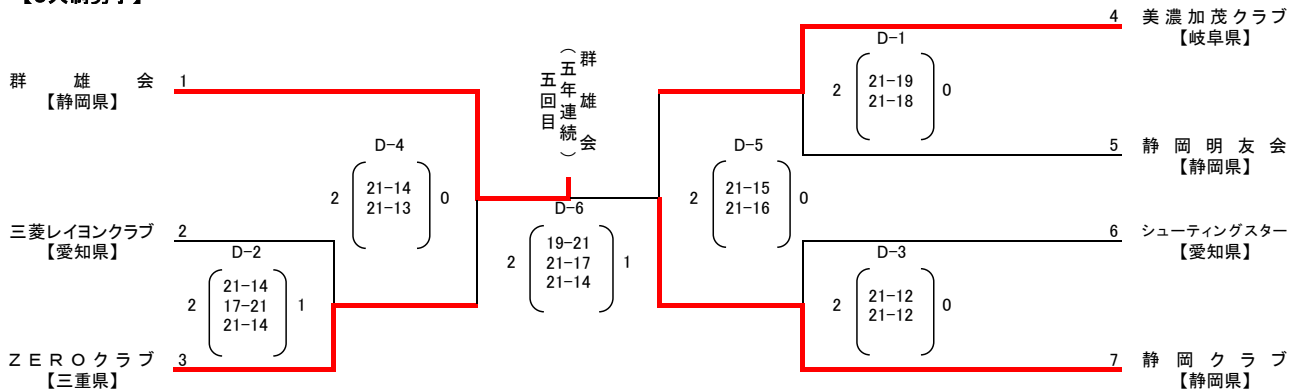 4 美濃加茂クラブ
【岐阜県】
D-1
2 21-19 0
21-18
5 静岡明友会
【静岡県】
群雄会 1
【静岡県】
群雄会
（五年連続）
五回目
D-4
2 21-14 0
21-13
D-5
2 21-15 0
21-16
D-6
2 19-21 1
21-17
21-14
三菱レイヨンクラブ 2
【愛知県】
D-2
2 21-14 1
17-21
21-14
ZEROクラブ 3
【三重県】
6 シューティングスター
【愛知県】
D-3
2 21-12 0
21-12
7 静岡クラブ
【静岡県】